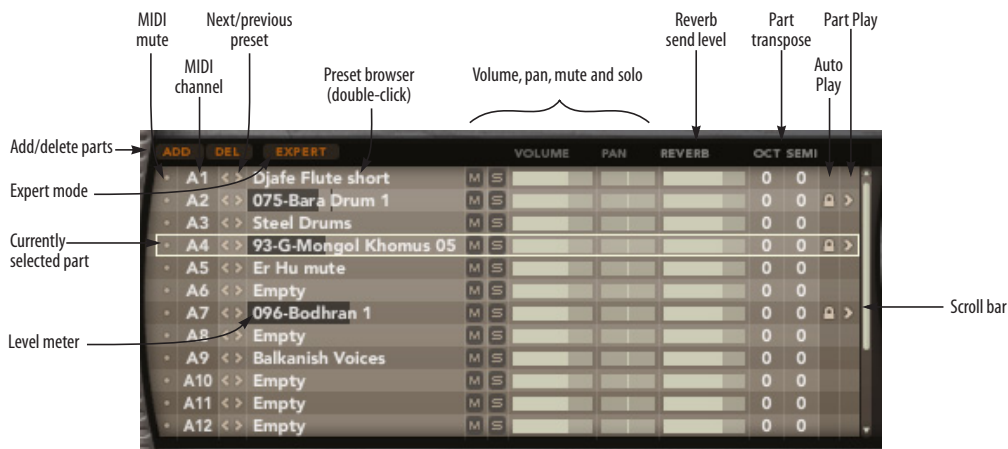 MIDI
mute
Next/previous
preset
MIDI
channel
Preset browser
(double-click)
Volume, pan, mute and solo
Reverb
send level
Part
transpose
Part Play
Auto
Play
Add/delete parts
Expert mode
Currently
selected part
Level meter
Scroll bar
ADD DEL EXPERT VOLUME PAN REVERB OCT SEMI
A1 < > Djafe Flute short M S 0 0
A2 < > 075-Bara Drum 1 M S 0 0 >
A3 < > Steel Drums M S 0 0
A4 < > 93-G-Mongol Khomus 05 M S 0 0 >
A5 < > Er Hu mute M S 0 0
A6 < > Empty M S 0 0
A7 < > 096-Bodhran 1 M S 0 0 >
A8 < > Empty M S 0 0
A9 < > Balkanish Voices M S 0 0
A10 < > Empty M S 0 0
A11 < > Empty M S 0 0
A12 < > Empty M S 0 0